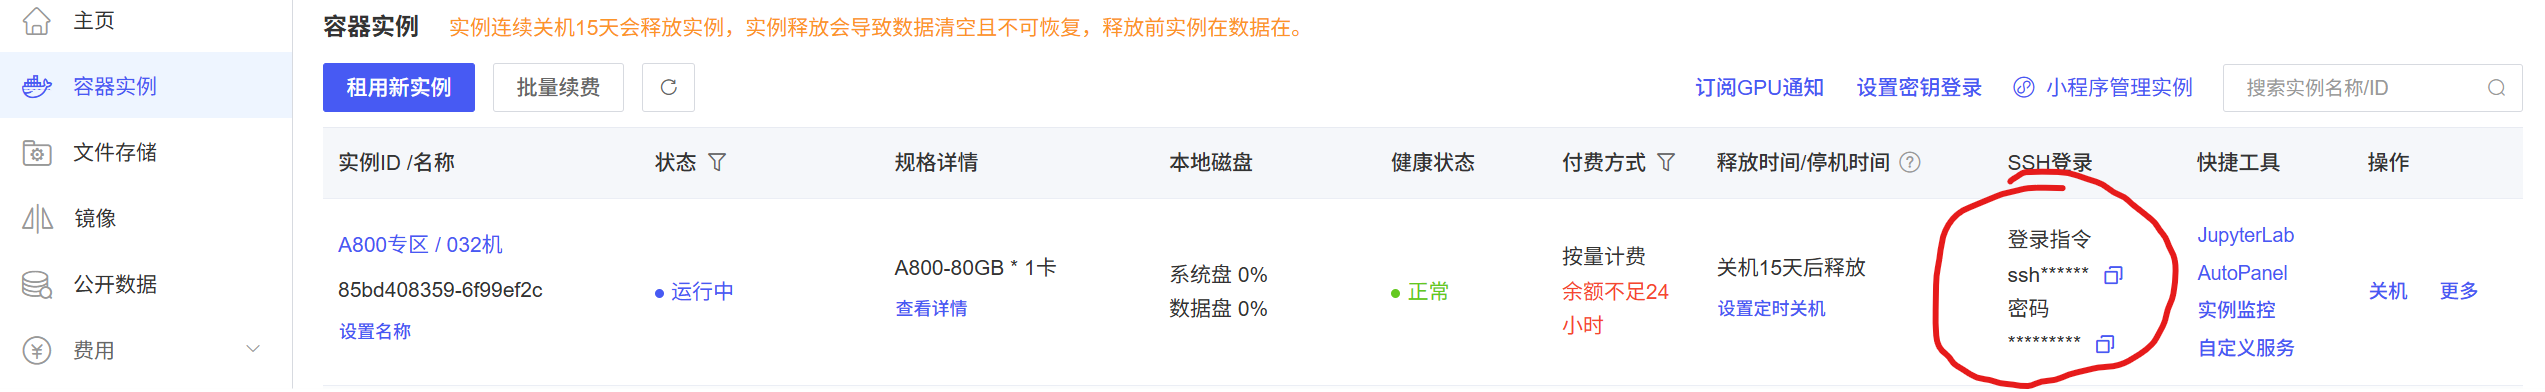 主页
容器实例
文件存储
镜像
公开数据
费用
容器实例 实例连续关机15天会释放实例，实例释放会导致数据清空且不可恢复，释放前实例在数据在。
租用新实例 批量续费 订阅GPU通知 设置密钥登录 小程序管理实例 搜索实例名称/ID
实例ID /名称 状态 规格详情 本地磁盘 健康状态 付费方式 释放时间/停机时间 SSH登录 快捷工具 操作
A800专区 / 032机
85bd408359-6f99ef2c
设置名称
运行中
A800-80GB * 1卡
查看详情
系统盘 0%
数据盘 0%
正常
按量计费
余额不足24
小时
关机15天后释放
设置定时关机
登录指令
ssh******
密码
*********
JupyterLab
AutoPanel
实例监控
自定义服务
关机 更多